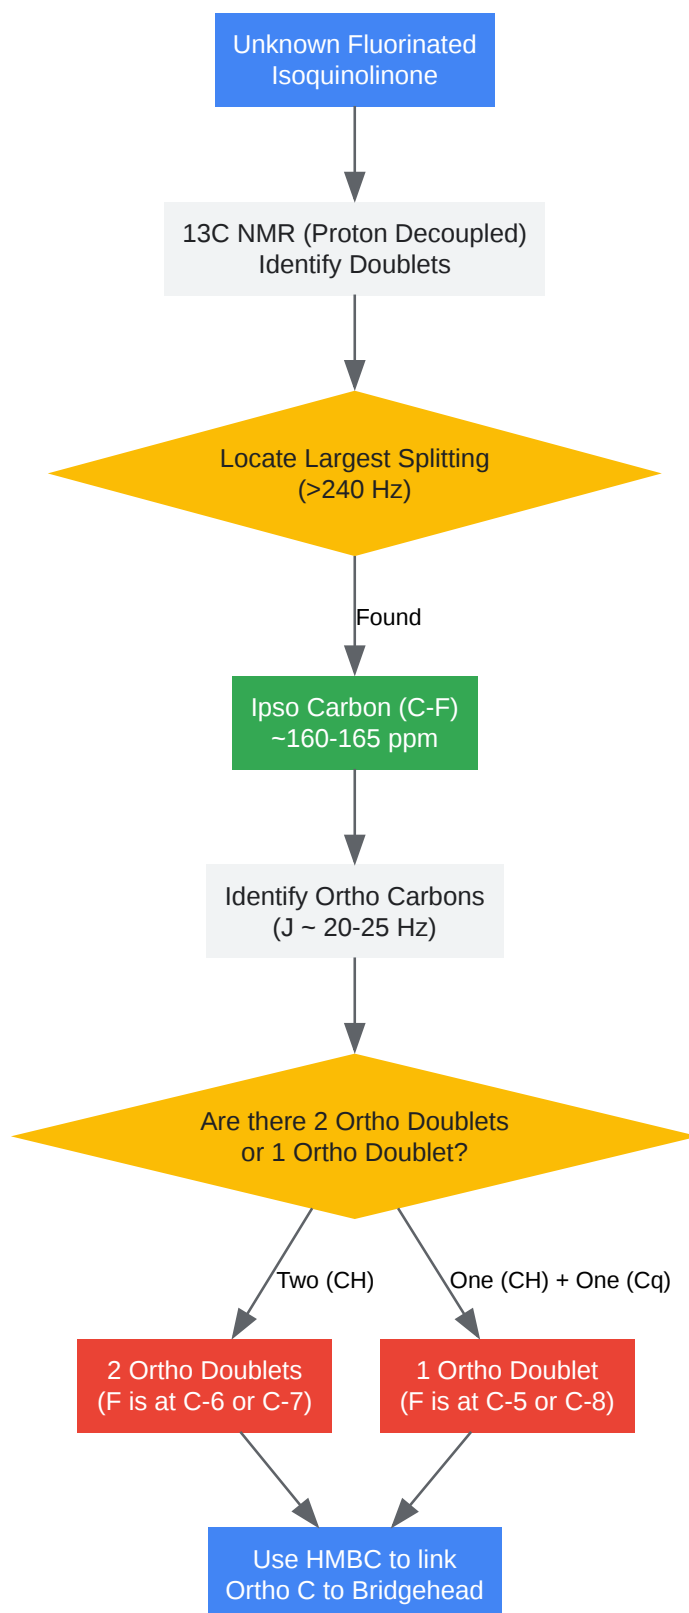 Unknown Fluorinated
Isoquinolinone
13C NMR (Proton Decoupled)
Identify Doublets
Locate Largest Splitting
(>240 Hz)
Found
Ipso Carbon (C-F)
~160-165 ppm
Identify Ortho Carbons
(J ~ 20-25 Hz)
Are there 2 Ortho Doublets
or 1 Ortho Doublet?
Two (CH)
One (CH) + One (Cq)
2 Ortho Doublets
(F is at C-6 or C-7)
1 Ortho Doublet
(F is at C-5 or C-8)
Use HMBC to link
Ortho C to Bridgehead